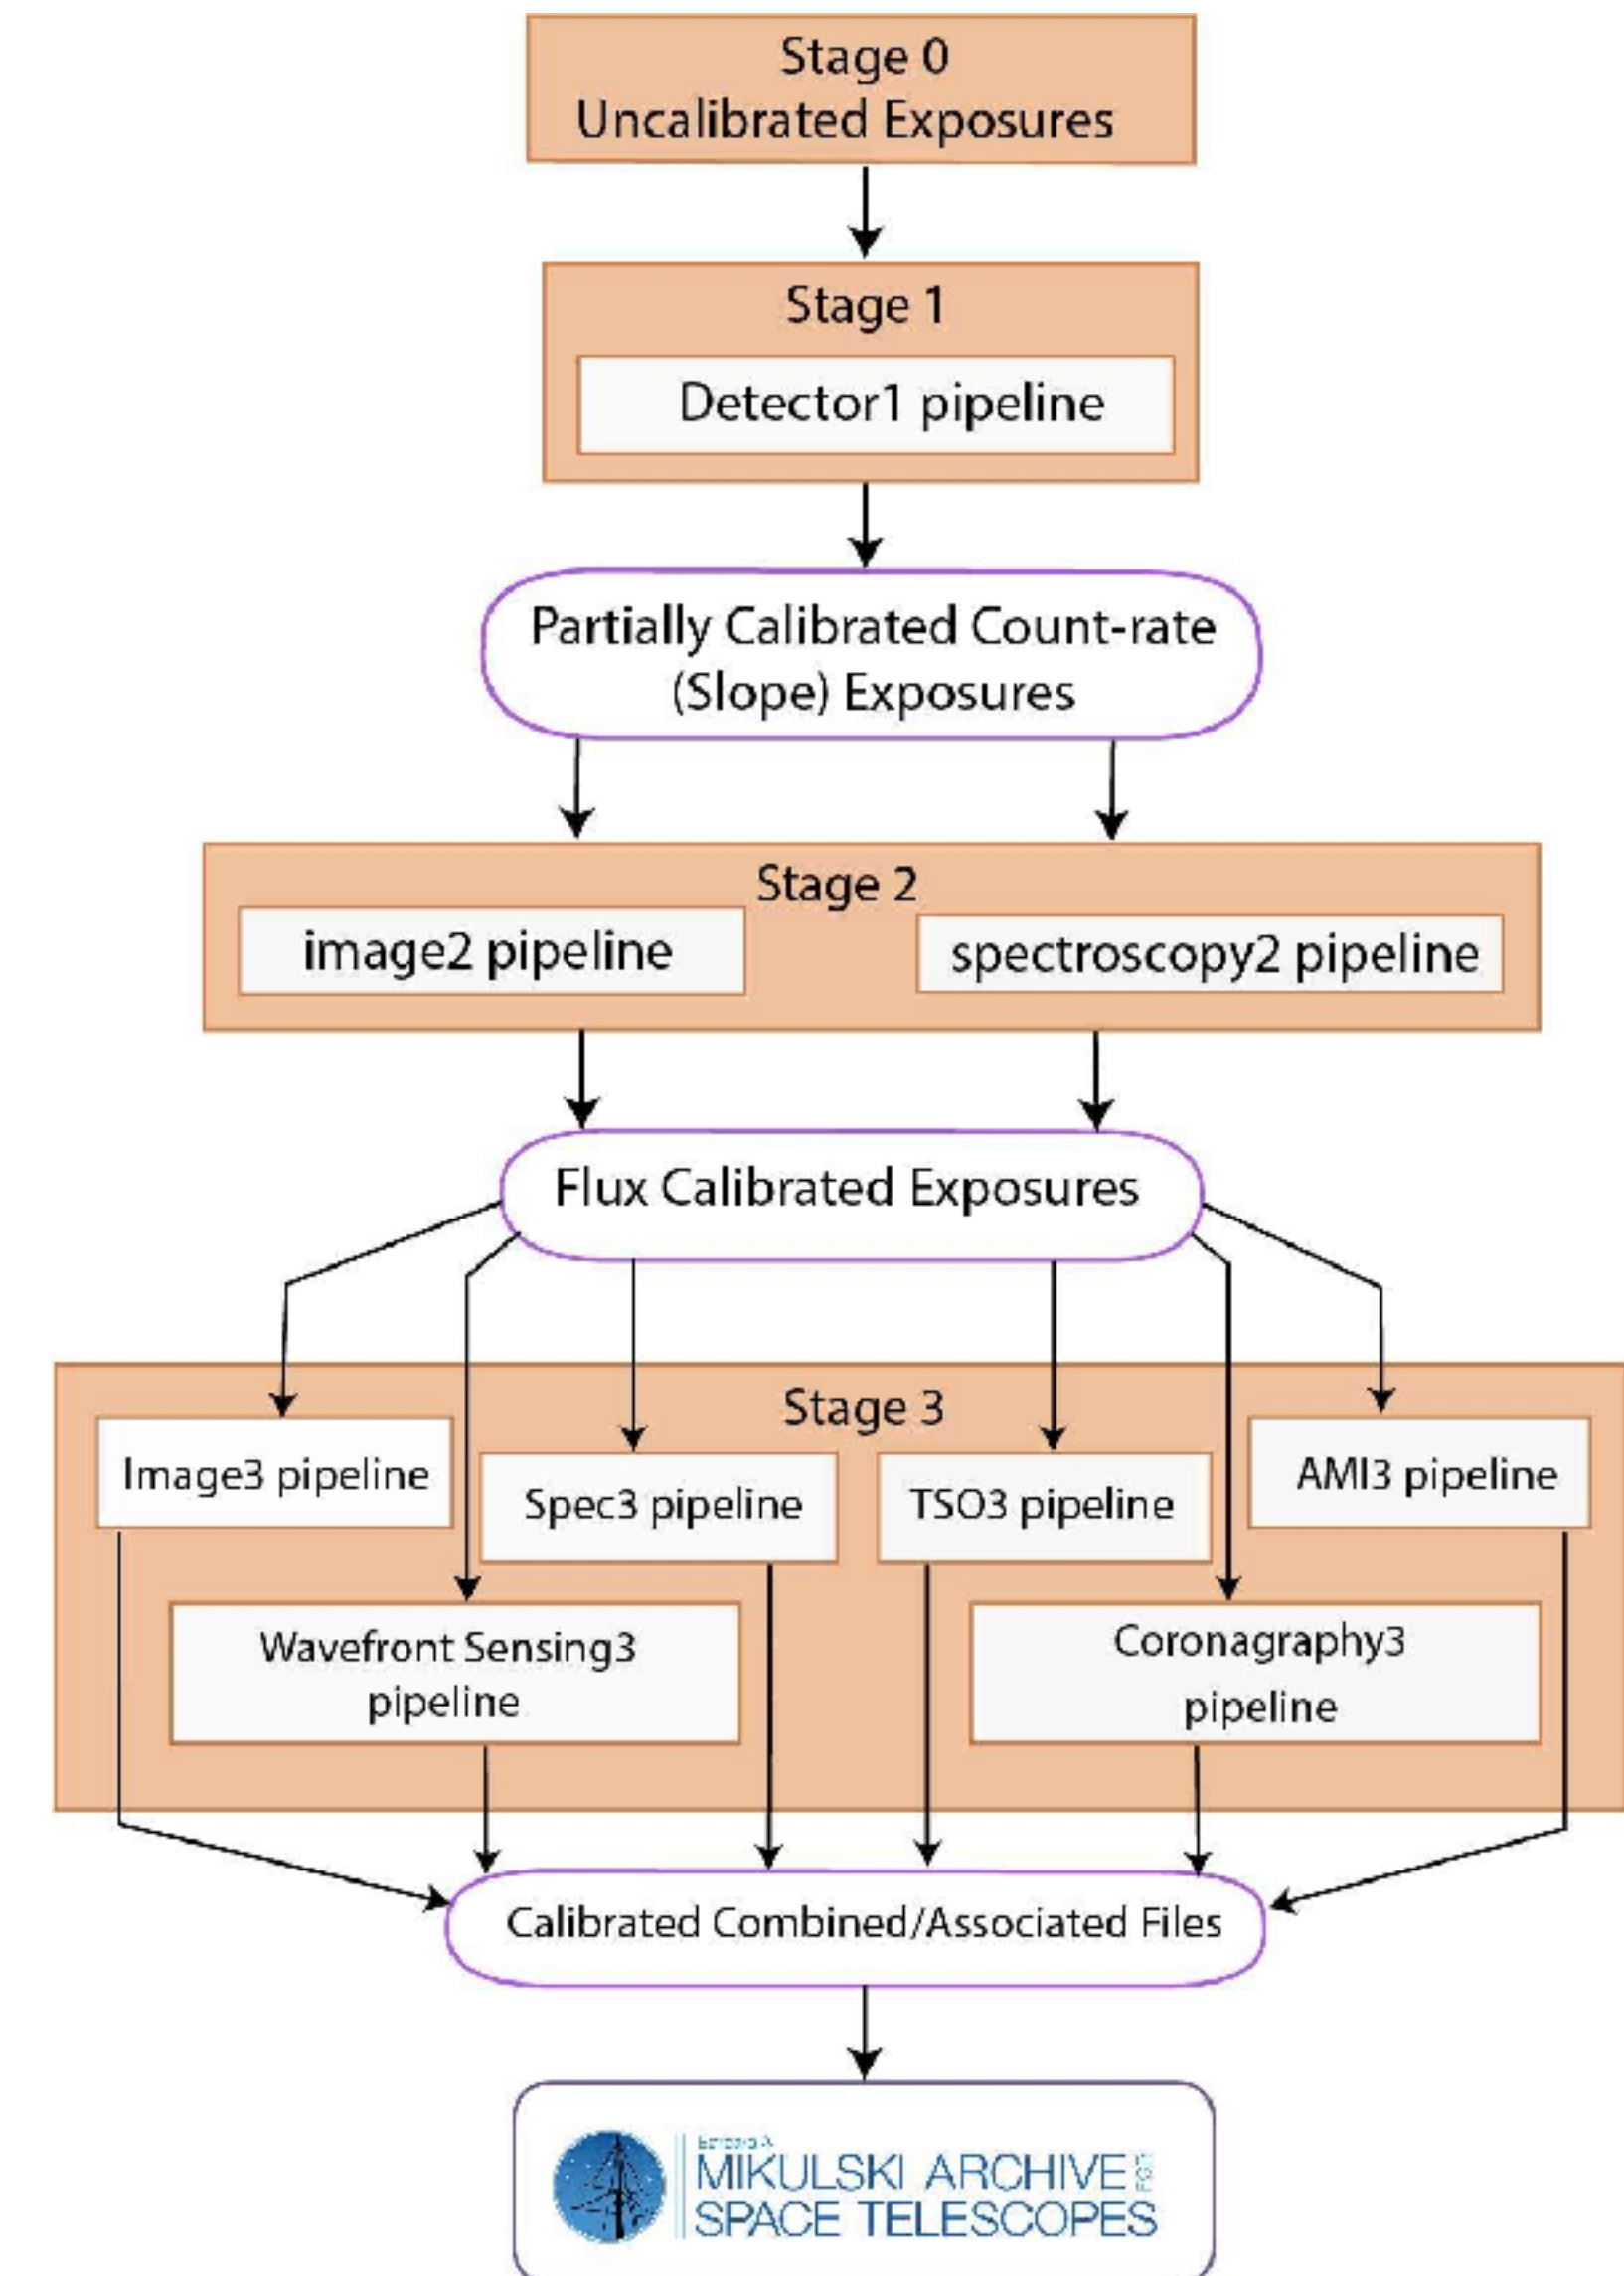 Stage 0
Uncalibrated Exposures
Stage 1
Detector1 pipeline
Partially Calibrated Count-rate
(Slope) Exposures
Stage 2
image2 pipeline
spectroscopy2 pipeline
Flux Calibrated Exposures
Stage 3
Image3 pipeline
Spec3 pipeline
TSO3 pipeline
AMI3 pipeline
Wavefront Sensing3
pipeline
Coronagraphy3
pipeline
Calibrated Combined/Associated Files
MIKULSKI ARCHIVE FOR
SPACE TELESCOPES